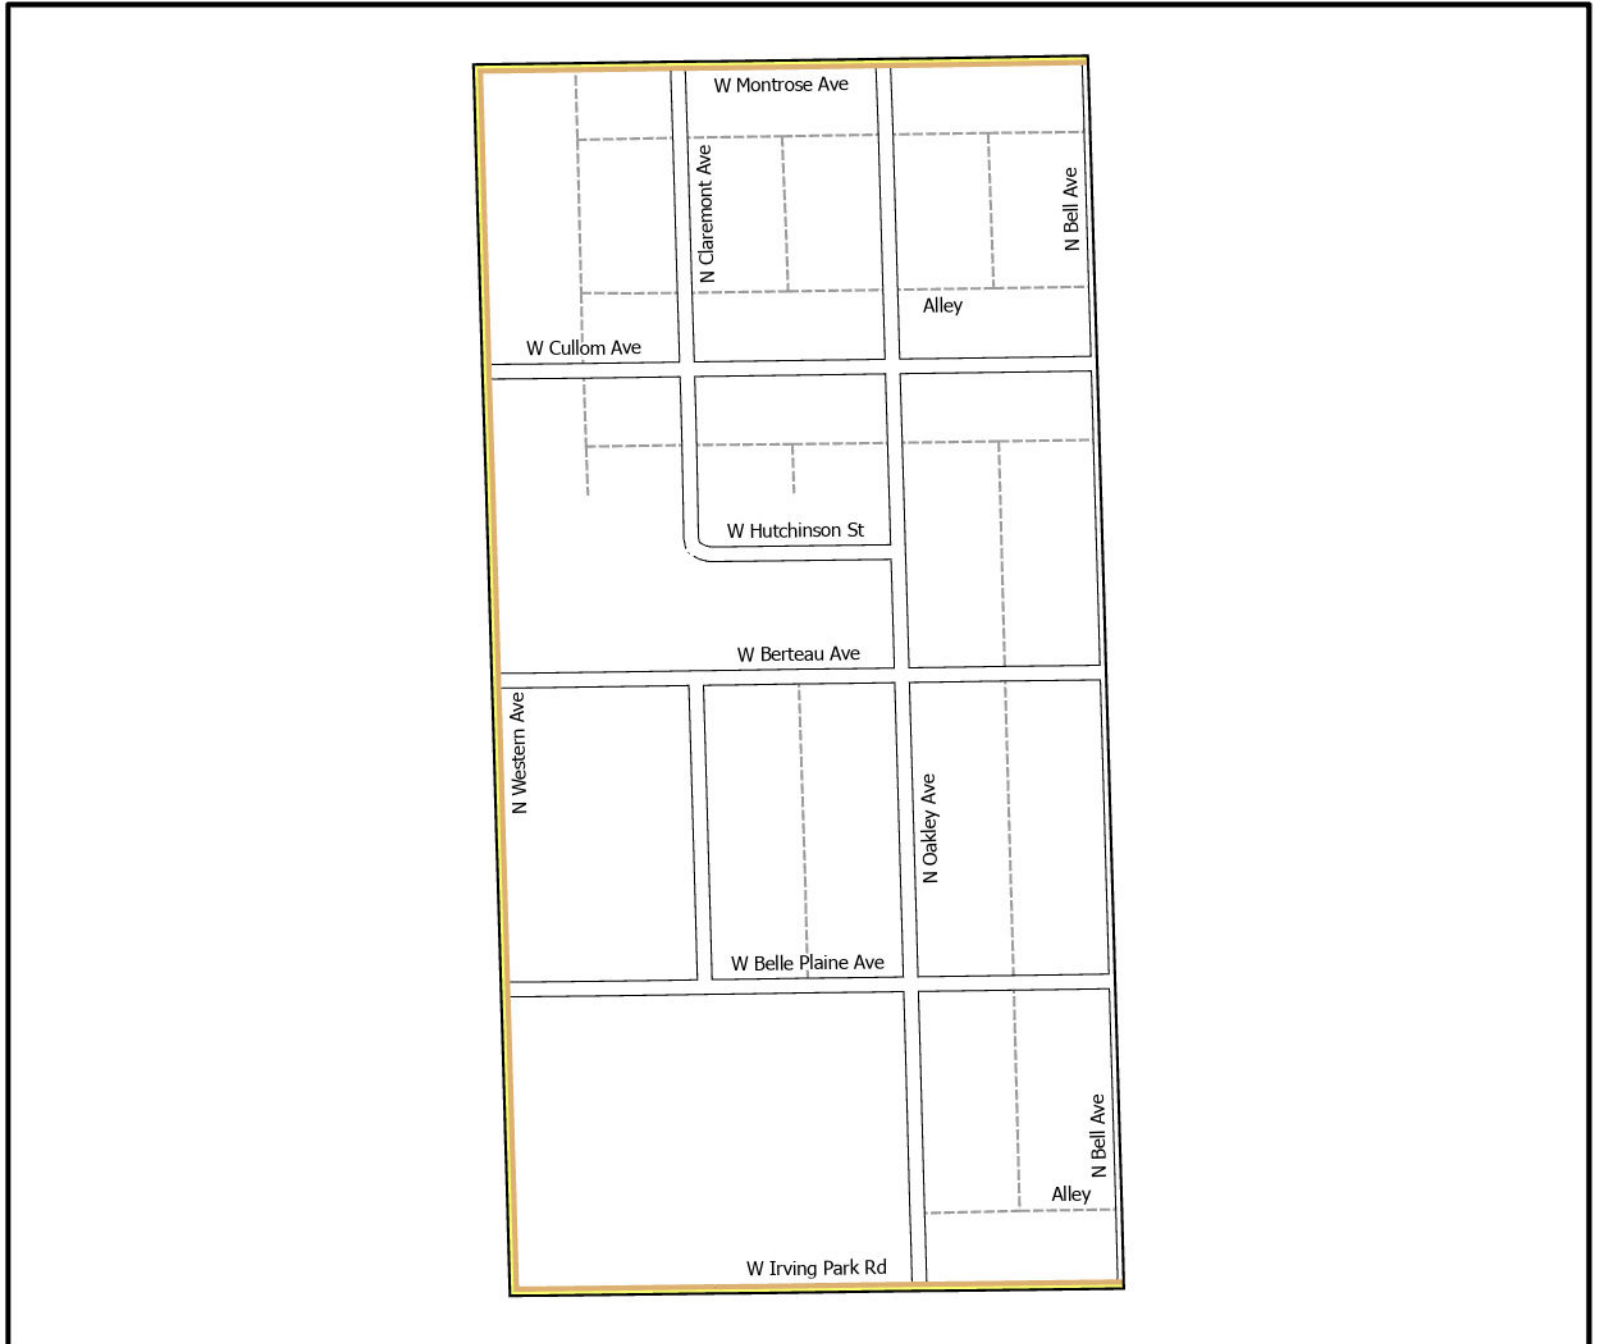 W Montrose Ave
N Claremont Ave
N Bell Ave
Alley
W Cullom Ave
W Hutchinson St
W Berteau Ave
N Western Ave
N Oakley Ave
W Belle Plaine Ave
N Bell Ave
Alley
W Irving Park Rd